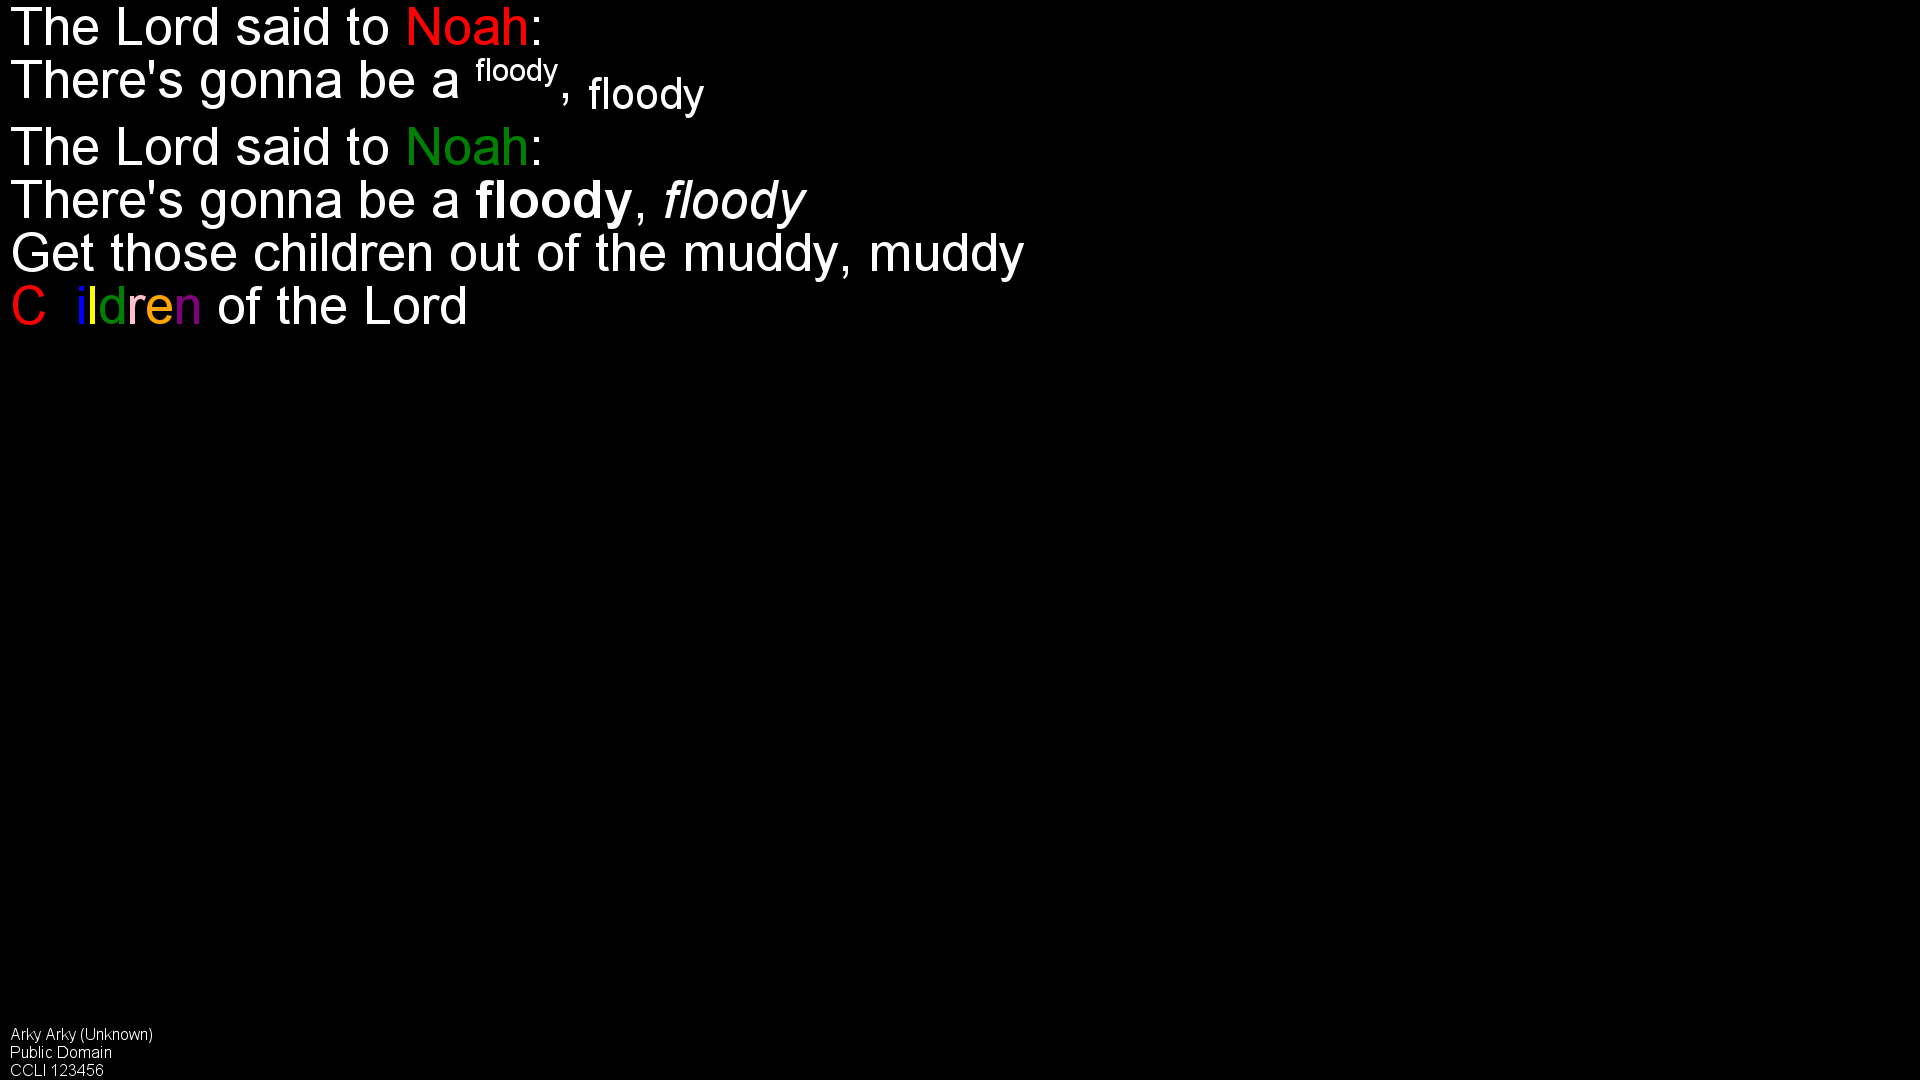 The Lord said to Noah:
There's gonna be a floody, floody
The Lord said to Noah:
There's gonna be a floody, floody
Get those children out of the muddy, muddy
C ildren of the Lord
Arky Arky (Unknown)
Public Domain
CCLI 123456